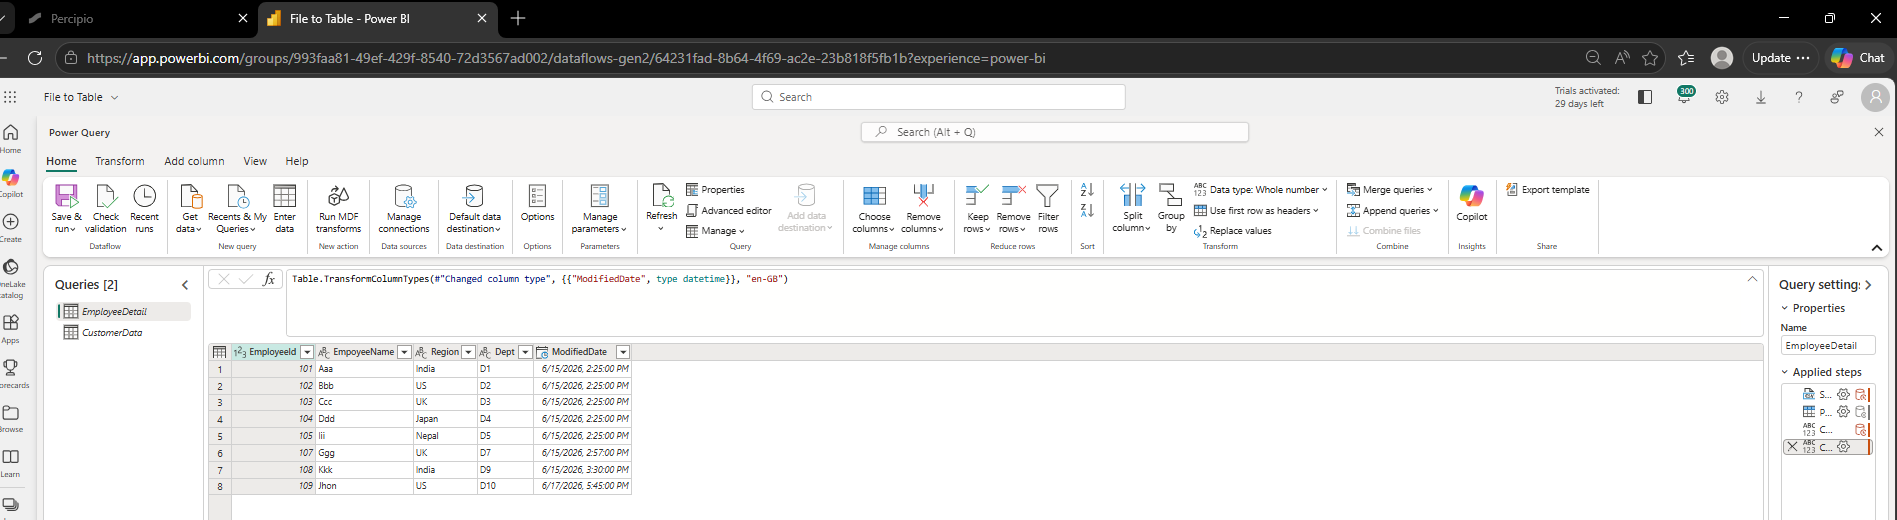 Percipio
File to Table - Power BI
https://app.powerbi.com/groups/993faa81-49ef-429f-8540-72d3567ad002/dataflows-gen2/64231fad-8b64-4f69-ac2e-23b818f5fb1b?experience=power-bi
Update
Chat
File to Table
Search
Trials activated:
29 days left
300
Power Query
Search (Alt + Q)
Home Transform Add column View Help
Save & run
Check validation
Recent runs
Dataflow
Get data
Recents & My Queries
Enter data
New query
Run MDF transforms
New action
Manage connections
Data sources
Default data destination
Data destination
Options
Options
Manage parameters
Parameters
Refresh
Properties
Advanced editor
Manage
Add data destination
Query
Choose columns
Remove columns
Manage columns
Keep rows
Remove rows
Filter rows
Reduce rows
Sort
Split column
Group by
Data type: Whole number
Use first row as headers
Replace values
Transform
Merge queries
Append queries
Combine files
Combine
Copilot
Insights
Export template
Share
Home
Copilot
Create
OneLake
catalog
Apps
orecards
Browse
Learn
Queries [2]
EmployeeDetail
CustomerData
fx
Table.TransformColumnTypes(#"Changed column type", {{"ModifiedDate", type datetime}}, "en-GB")
EmployeeId EmpoyeeName Region Dept ModifiedDate
1 101 Aaa India D1 6/15/2026, 2:25:00 PM
2 102 Bbb US D2 6/15/2026, 2:25:00 PM
3 103 Ccc UK D3 6/15/2026, 2:25:00 PM
4 104 Ddd Japan D4 6/15/2026, 2:25:00 PM
5 105 Iii Nepal D5 6/15/2026, 2:25:00 PM
6 107 Ggg UK D7 6/15/2026, 2:57:00 PM
7 108 Kkk India D9 6/15/2026, 3:30:00 PM
8 109 Jhon US D10 6/17/2026, 5:45:00 PM
Query settings
Properties
Name
EmployeeDetail
Applied steps
S...
P...
C...
C...